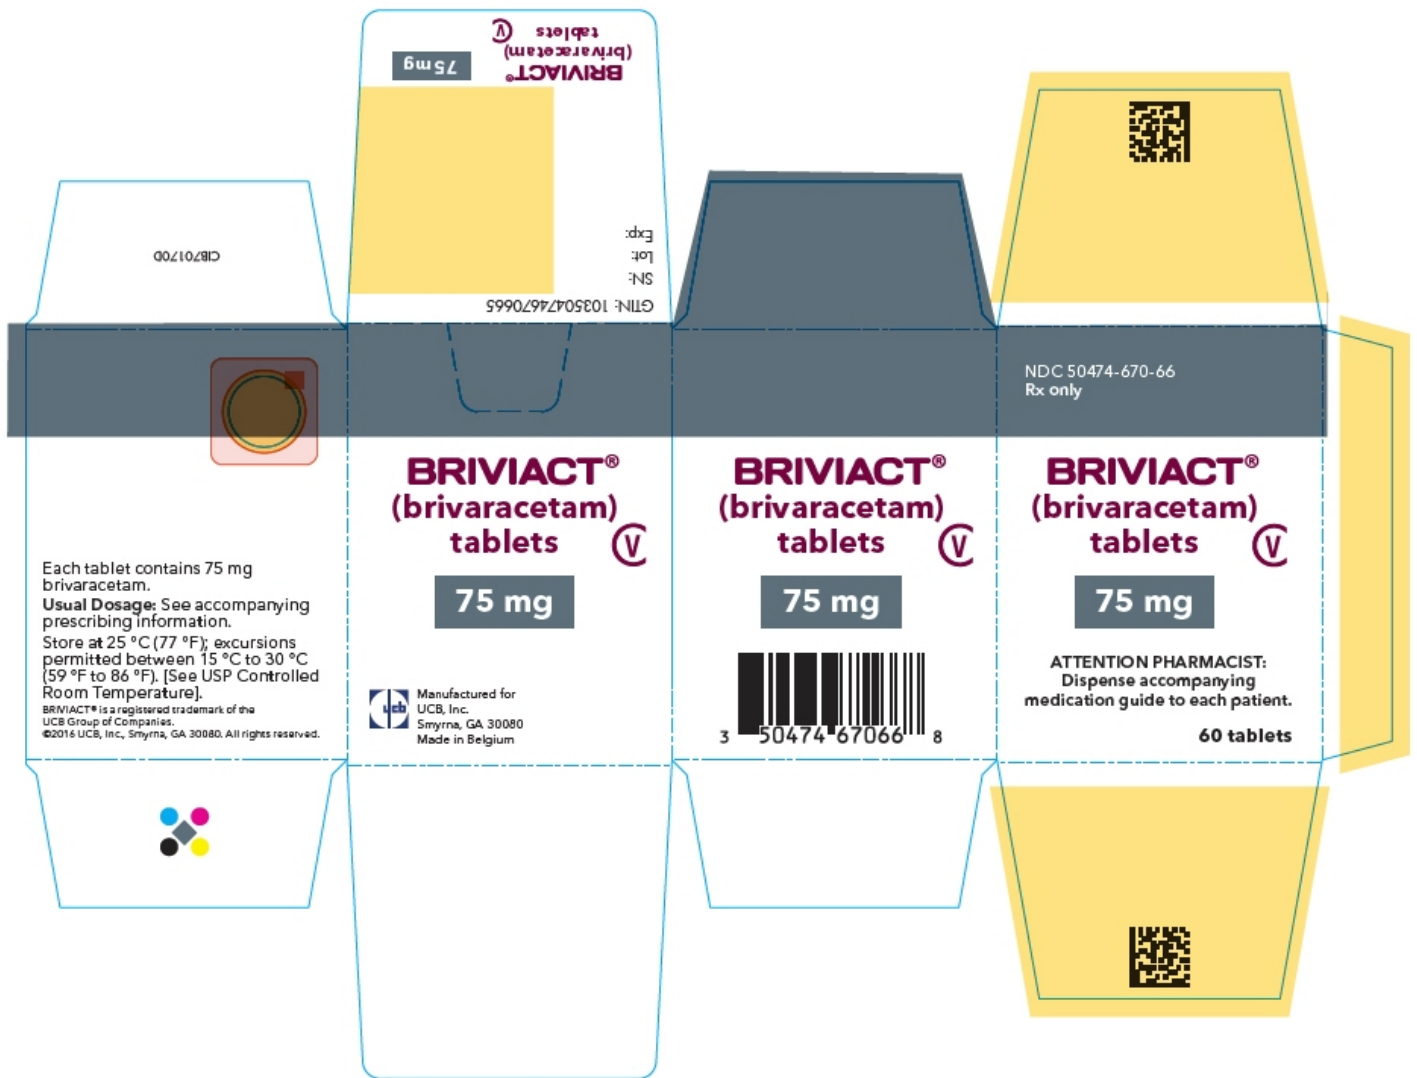 BRIVIACT®
(brivaracetam)
tablets CV
75 mg
GTIN: 10350474670665
SN:
Lot:
Exp:
CIB70170D
NDC 50474-670-66
Rx only
Each tablet contains 75 mg
brivaracetam.
Usual Dosage: See accompanying
prescribing information.
Store at 25 °C (77 °F); excursions
permitted between 15 °C to 30 °C
(59 °F to 86 °F). [See USP Controlled
Room Temperature].
BRIVIACT® is a registered trademark of the
UCB Group of Companies.
©2016 UCB, Inc., Smyrna, GA 30080. All rights reserved.
BRIVIACT®
(brivaracetam)
tablets CV
75 mg
ucb
Manufactured for
UCB, Inc.
Smyrna, GA 30080
Made in Belgium
BRIVIACT®
(brivaracetam)
tablets CV
75 mg
3 50474 67066 8
BRIVIACT®
(brivaracetam)
tablets CV
75 mg
ATTENTION PHARMACIST:
Dispense accompanying
medication guide to each patient.
60 tablets